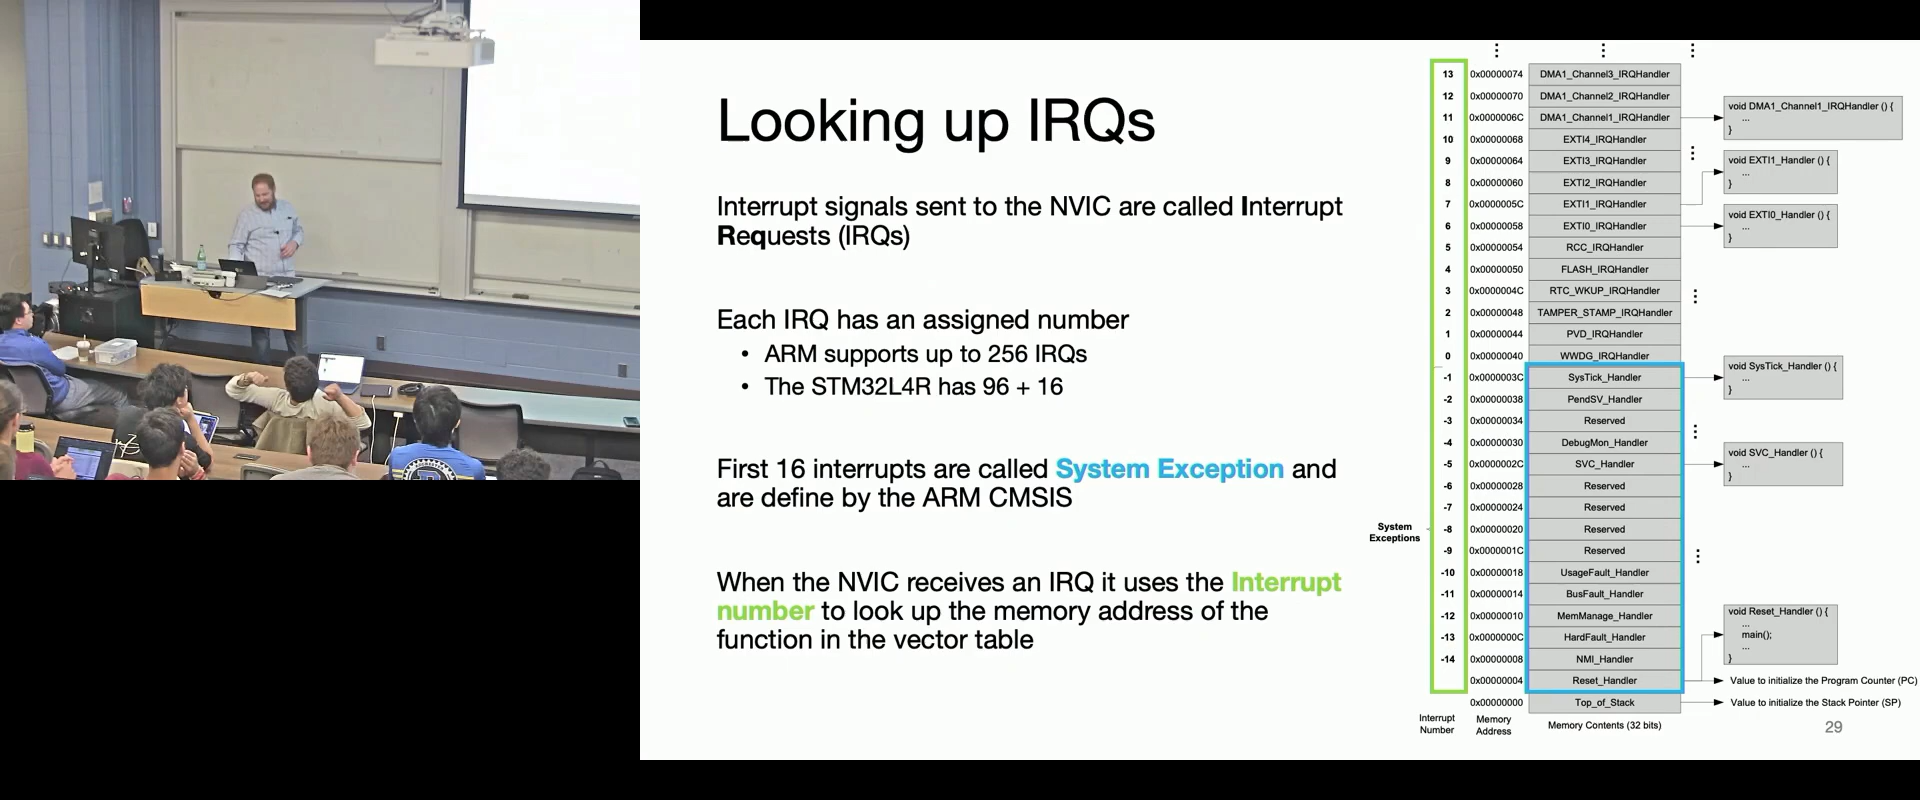 Looking up IRQs
Interrupt signals sent to the NVIC are called Interrupt
Requests (IRQs)
Each IRQ has an assigned number
• ARM supports up to 256 IRQs
• The STM32L4R has 96 + 16
First 16 interrupts are called System Exception and
are define by the ARM CMSIS
When the NVIC receives an IRQ it uses the Interrupt
number to look up the memory address of the
function in the vector table
13 0x00000074 DMA1_Channel3_IRQHandler
12 0x00000070 DMA1_Channel2_IRQHandler
11 0x0000006C DMA1_Channel1_IRQHandler
10 0x00000068 EXTI4_IRQHandler
9 0x00000064 EXTI3_IRQHandler
8 0x00000060 EXTI2_IRQHandler
7 0x0000005C EXTI1_IRQHandler
6 0x00000058 EXTI0_IRQHandler
5 0x00000054 RCC_IRQHandler
4 0x00000050 FLASH_IRQHandler
3 0x0000004C RTC_WKUP_IRQHandler
2 0x00000048 TAMPER_STAMP_IRQHandler
1 0x00000044 PVD_IRQHandler
0 0x00000040 WWDG_IRQHandler
-1 0x0000003C SysTick_Handler
-2 0x00000038 PendSV_Handler
-3 0x00000034 Reserved
-4 0x00000030 DebugMon_Handler
-5 0x0000002C SVC_Handler
-6 0x00000028 Reserved
-7 0x00000024 Reserved
-8 0x00000020 Reserved
-9 0x0000001C Reserved
-10 0x00000018 UsageFault_Handler
-11 0x00000014 BusFault_Handler
-12 0x00000010 MemManage_Handler
-13 0x0000000C HardFault_Handler
-14 0x00000008 NMI_Handler
0x00000004 Reset_Handler
0x00000000 Top_of_Stack
System
Exceptions
Interrupt
Number
Memory
Address
Memory Contents (32 bits)
void DMA1_Channel1_IRQHandler () {
...
}
void EXTI1_Handler () {
...
}
void EXTI0_Handler () {
...
}
void SysTick_Handler () {
...
}
void SVC_Handler () {
...
}
void Reset_Handler () {
...
main();
...
}
Value to initialize the Program Counter (PC)
Value to initialize the Stack Pointer (SP)
29